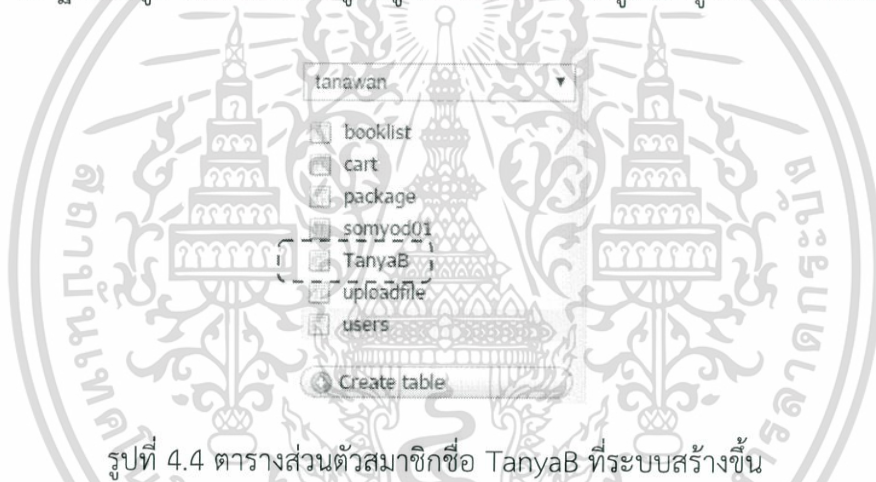 tanawan
booklist
cart
package
somyod01
TanyaB
uploadfile
users
Create table
รูปที่ 4.4 ตารางส่วนตัวสมาชิกชื่อ TanyaB ที่ระบบสร้างขึ้น